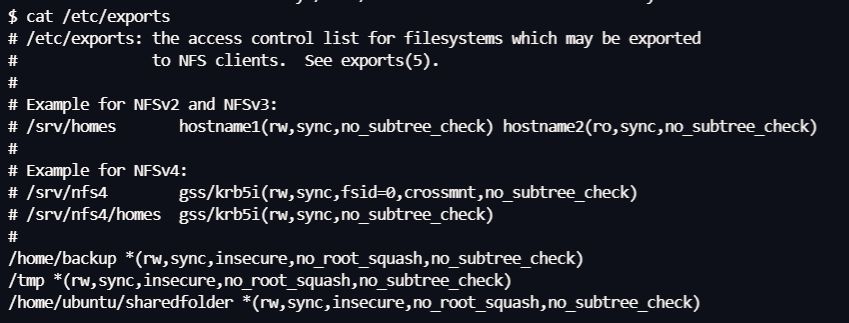 $ cat /etc/exports
# /etc/exports: the access control list for filesystems which may be exported
#               to NFS clients.  See exports(5).
#
# Example for NFSv2 and NFSv3:
# /srv/homes       hostname1(rw,sync,no_subtree_check) hostname2(ro,sync,no_subtree_check)
#
# Example for NFSv4:
# /srv/nfs4        gss/krb5i(rw,sync,fsid=0,crossmnt,no_subtree_check)
# /srv/nfs4/homes  gss/krb5i(rw,sync,no_subtree_check)
#
/home/backup *(rw,sync,insecure,no_root_squash,no_subtree_check)
/tmp *(rw,sync,insecure,no_root_squash,no_subtree_check)
/home/ubuntu/sharedfolder *(rw,sync,insecure,no_root_squash,no_subtree_check)